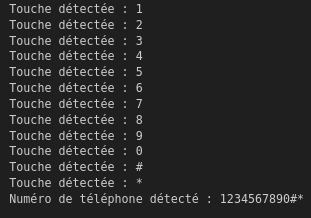 Touche détectée : 1
Touche détectée : 2
Touche détectée : 3
Touche détectée : 4
Touche détectée : 5
Touche détectée : 6
Touche détectée : 7
Touche détectée : 8
Touche détectée : 9
Touche détectée : 0
Touche détectée : #
Touche détectée : *
Numéro de téléphone détecté : 1234567890#*